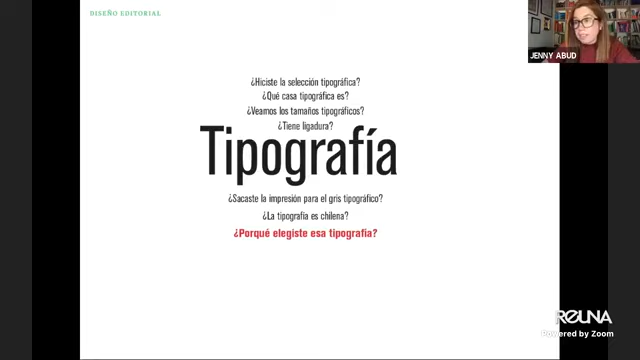 DISEÑO EDITORIAL
JENNY ABUD
¿Hiciste la selección tipográfica?
¿Qué casa tipográfica es?
¿Veamos los tamaños tipográficos?
¿Tiene ligadura?
Tipografía
¿Sacaste la impresión para el gris tipográfico?
¿La tipografía es chilena?
¿Porqué elegiste esa tipografía?
REUNA
Powered by Zoom